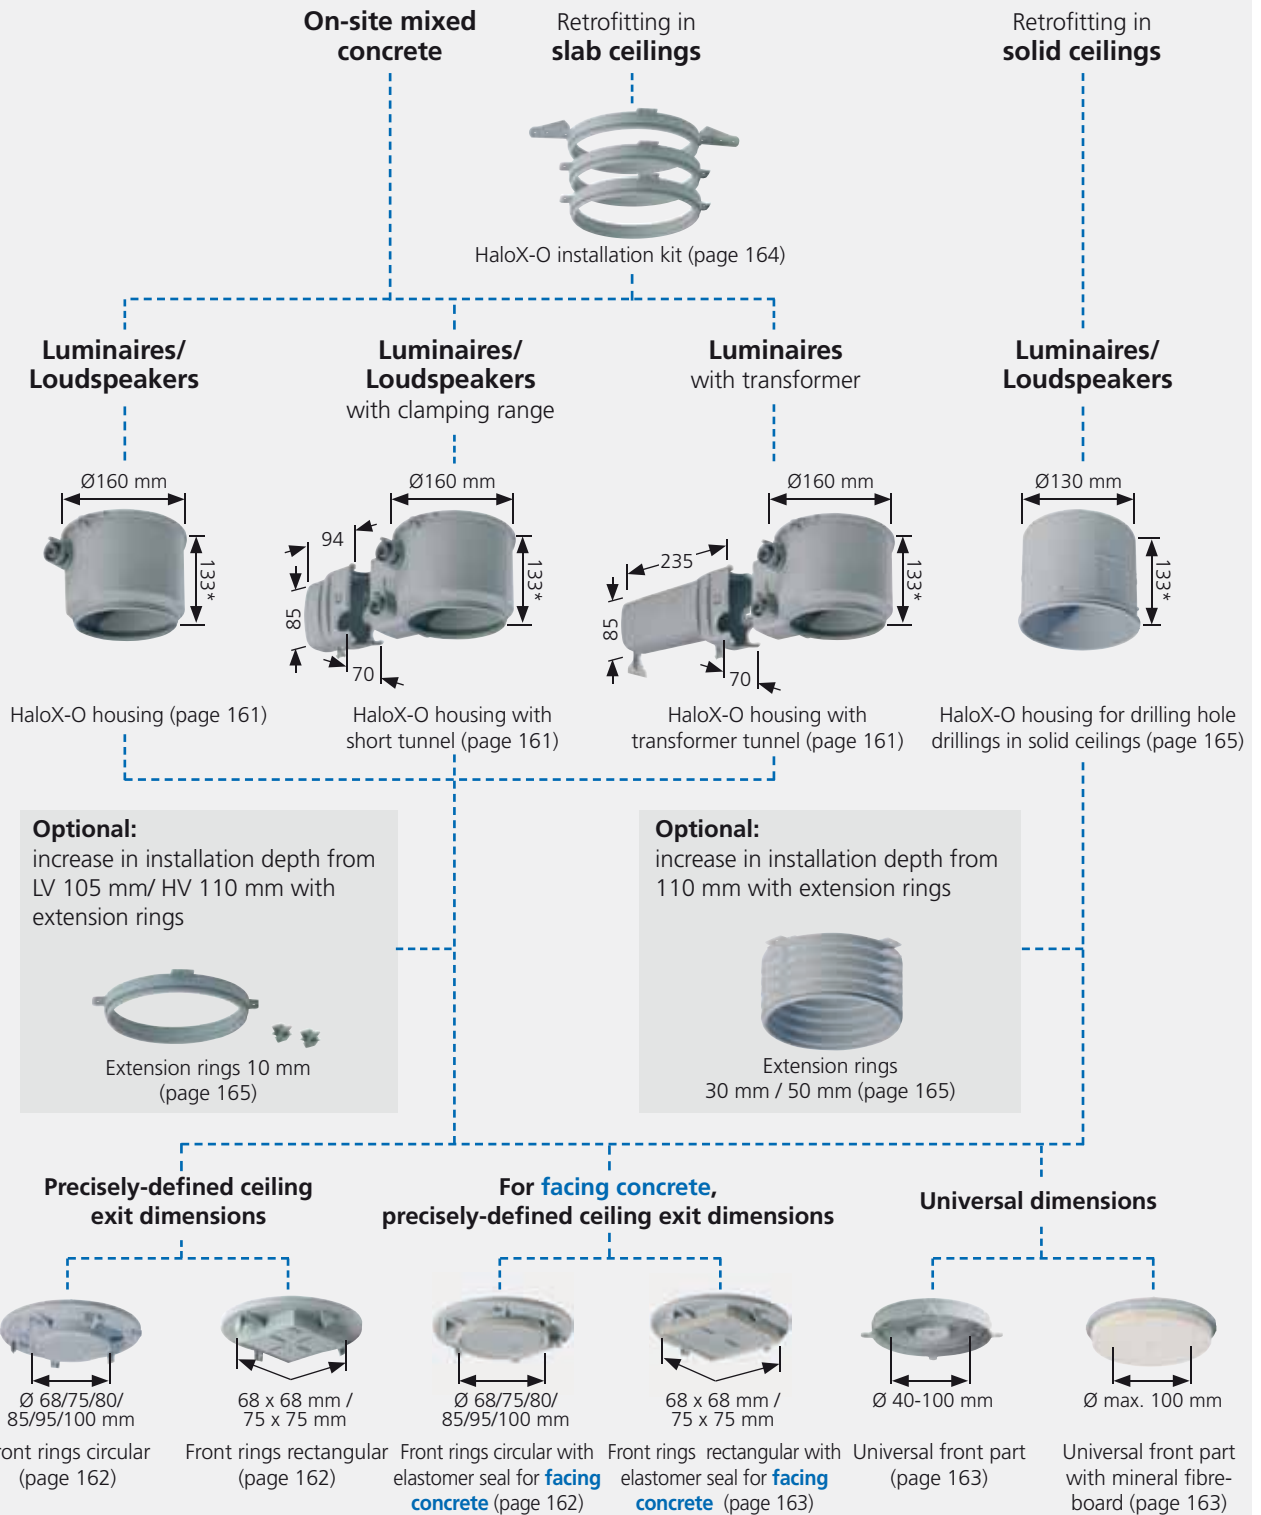 On-site mixed
concrete
Retrofitting in
slab ceilings
Retrofitting in
solid ceilings
HaloX-O installation kit (page 164)
Luminaires/
Loudspeakers
Luminaires/
Loudspeakers
with clamping range
Luminaires
with transformer
Luminaires/
Loudspeakers
Ø160 mm
133*
Ø160 mm
94
85
70
133*
Ø160 mm
235
85
70
133*
Ø130 mm
133*
HaloX-O housing (page 161)
HaloX-O housing with
short tunnel (page 161)
HaloX-O housing with
transformer tunnel (page 161)
HaloX-O housing for drilling hole
drillings in solid ceilings (page 165)
Optional:
increase in installation depth from
LV 105 mm/ HV 110 mm with
extension rings
Extension rings 10 mm
(page 165)
Optional:
increase in installation depth from
110 mm with extension rings
Extension rings
30 mm / 50 mm (page 165)
Precisely-defined ceiling
exit dimensions
For facing concrete,
precisely-defined ceiling exit dimensions
Universal dimensions
Ø 68/75/80/
85/95/100 mm
68 x 68 mm /
75 x 75 mm
Ø 68/75/80/
85/95/100 mm
68 x 68 mm /
75 x 75 mm
Ø 40-100 mm
Ø max. 100 mm
ront rings circular
(page 162)
Front rings rectangular
(page 162)
Front rings circular with
elastomer seal for facing
concrete (page 162)
Front rings rectangular with
elastomer seal for facing
concrete (page 163)
Universal front part
(page 163)
Universal front part
with mineral fibre-
board (page 163)